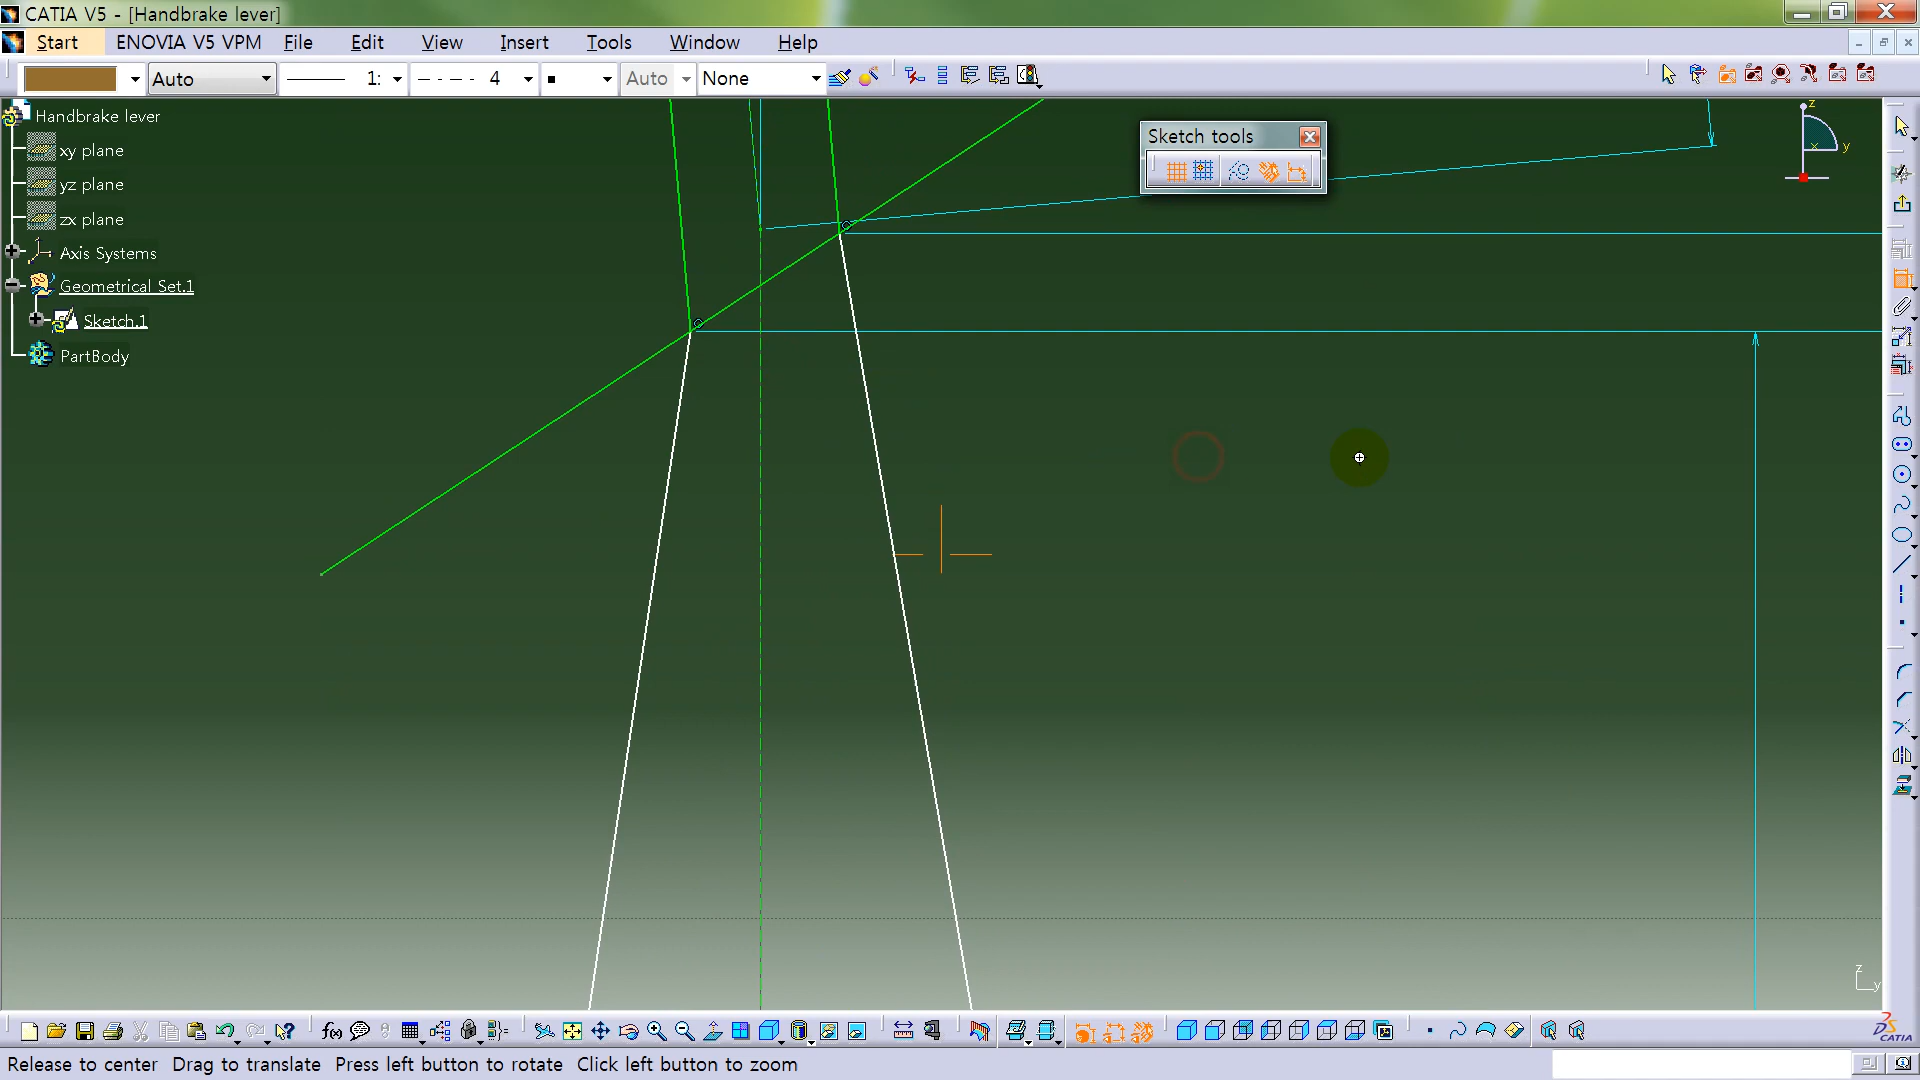 CATIA V5 - [Handbrake lever]
Start ENOVIA V5 VPM File Edit View Insert Tools Window Help
Auto 1: 4 Auto None
Handbrake lever
xy plane
yz plane
zx plane
Axis Systems
Geometrical Set.1
Sketch.1
PartBody
Sketch tools
z
x y
z
y
f(x)
CATIA
Release to center Drag to translate Press left button to rotate Click left button to zoom